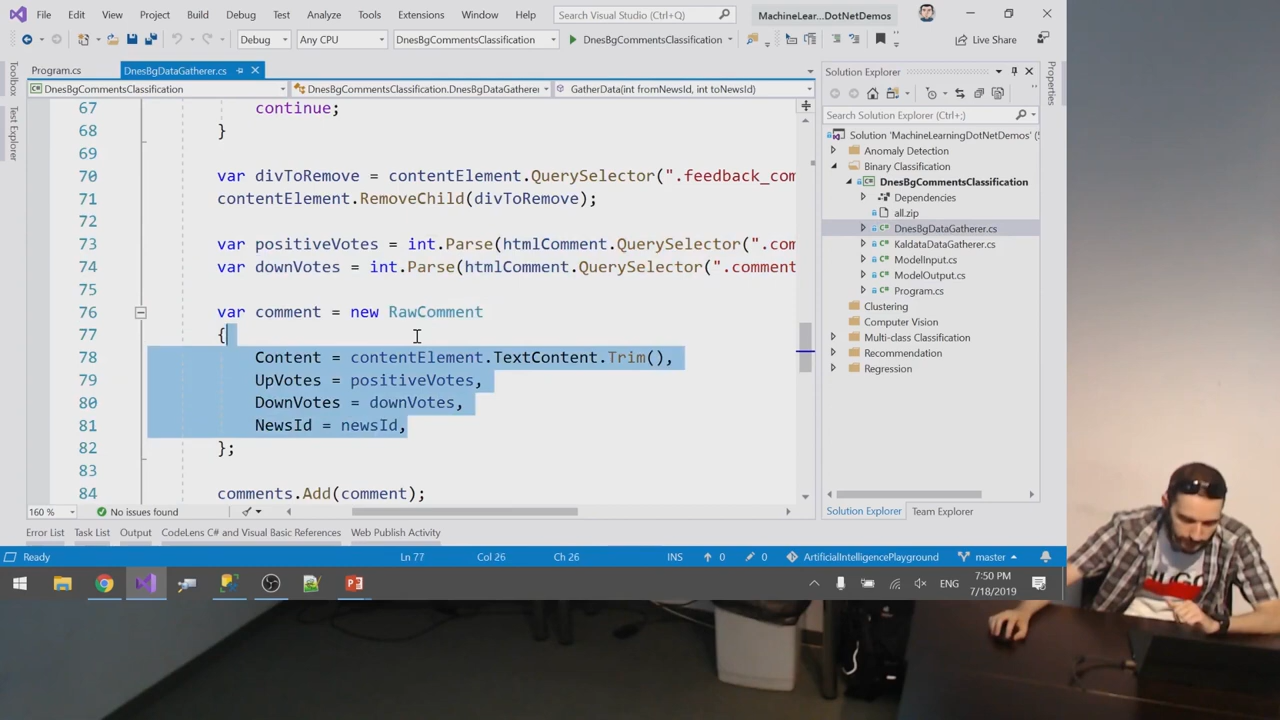 File Edit View Project Build Debug Test Analyze Tools Extensions Window Help Search Visual Studio MachineLear...DotNetDemos
Debug Any CPU DnesBgCommentsClassification DnesBgCommentsClassification Live Share
Program.cs DnesBgDataGatherer.cs
DnesBgCommentsClassification DnesBgCommentsClassification.DnesBgDataGatherer GatherData(int fromNewsId, int toNewsId)
Toolbox
Test Explorer
67 continue;
68 }
69
70 var divToRemove = contentElement.QuerySelector(".feedback_com
71 contentElement.RemoveChild(divToRemove);
72
73 var positiveVotes = int.Parse(htmlComment.QuerySelector(".com
74 var downVotes = int.Parse(htmlComment.QuerySelector(".comment
75
76 var comment = new RawComment
77 {
78 Content = contentElement.TextContent.Trim(),
79 UpVotes = positiveVotes,
80 DownVotes = downVotes,
81 NewsId = newsId,
82 };
83
84 comments.Add(comment);
160 % No issues found
Solution Explorer
Search Solution Explorer (Ctrl+;)
Solution 'MachineLearningDotNetDemos' (
Anomaly Detection
Binary Classification
DnesBgCommentsClassification
Dependencies
all.zip
DnesBgDataGatherer.cs
KaldataDataGatherer.cs
ModelInput.cs
ModelOutput.cs
Program.cs
Clustering
Computer Vision
Multi-class Classification
Recommendation
Regression
Solution Explorer Team Explorer
Properties
Error List Task List Output CodeLens C# and Visual Basic References Web Publish Activity
Ready Ln 77 Col 26 Ch 26 INS 0 0 ArtificialIntelligencePlayground master
ENG 7:50 PM
7/18/2019